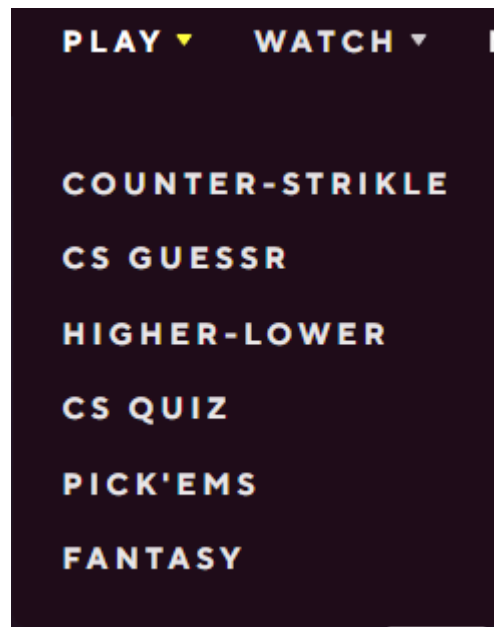 PLAY ▼ WATCH ▼
COUNTER-STRIKLE
CS GUESSR
HIGHER-LOWER
CS QUIZ
PICK'EMS
FANTASY